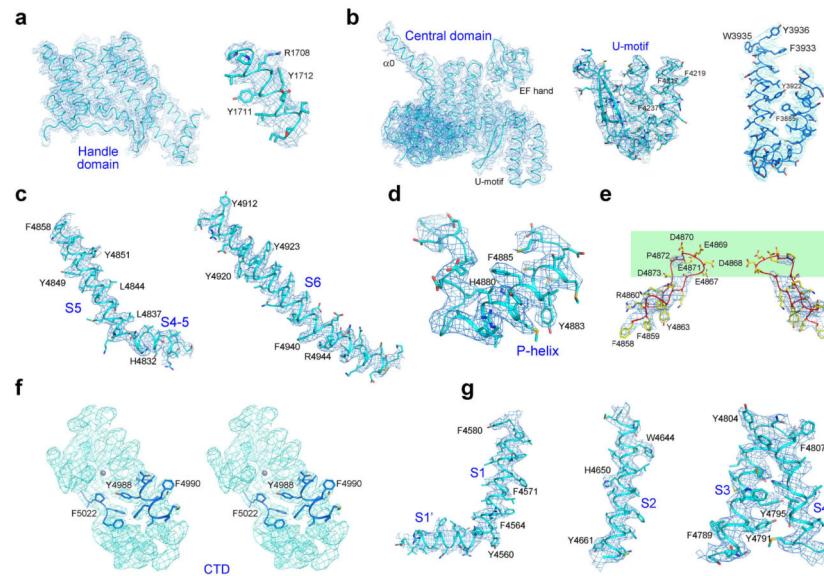 a
R1708
Y1712
Y1711
Handle
domain
b
Central domain
α0
EF hand
U-motif
U-motif
F4219
F4237
W3935
Y3936
F3933
Y3922
c
F4858
Y4851
Y4849
L4844
S5
L4837
S4-5
H4832
Y4912
Y4923
Y4920
S6
F4940
R4944
d
F4885
H4880
Y4883
P-helix
e
D4870
E4869
P4872
E4871
D4868
D4873
E4867
R4860
Y4863
F4859
F4858
f
Y4988
F4990
F5022
Y4988
F4990
F5022
CTD
g
F4580
S1
F4571
S1'
F4564
Y4560
W4644
H4650
S2
Y4661
Y4804
F4807
S3
Y4795
S4
F4789
Y4791